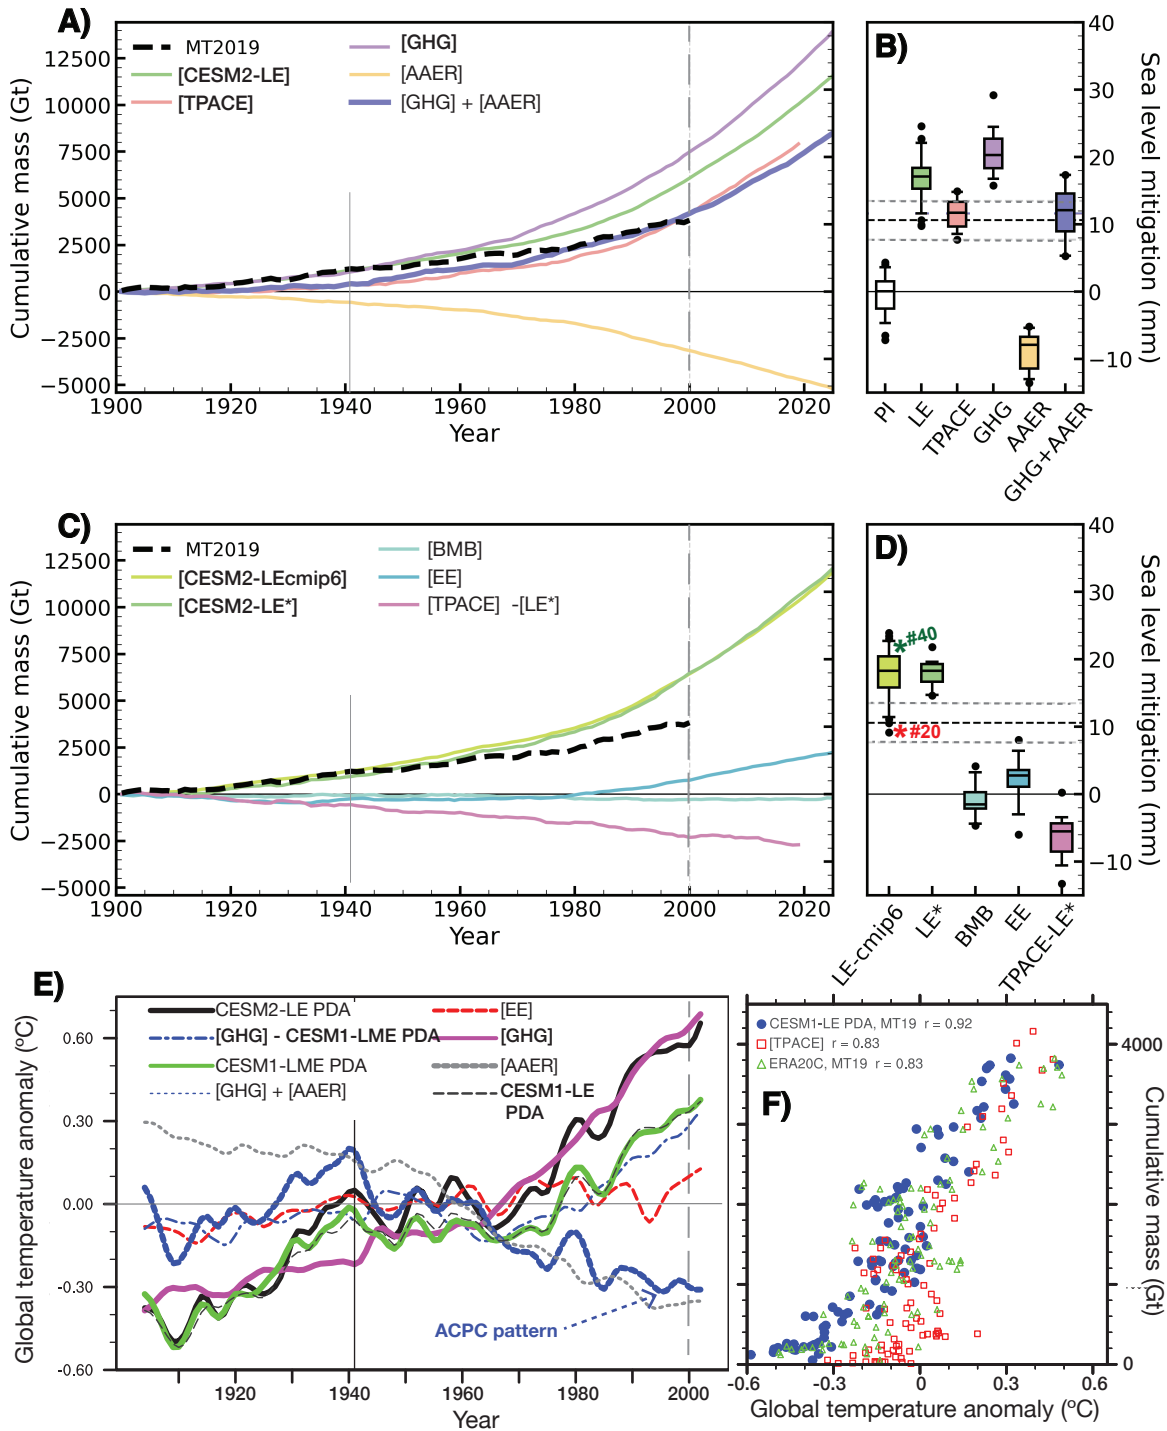 A)
MT2019
[CESM2-LE]
[TPACE]
[GHG]
[AAER]
[GHG] + [AAER]
Cumulative mass (Gt)
12500
10000
7500
5000
2500
0
−2500
−5000
1900
1920
1940
1960
1980
2000
2020
Year
B)
40
30
20
10
0
−10
Sea level mitigation (mm)
PI
LE
TPACE
GHG
AAER
GHG+AAER
C)
MT2019
[CESM2-LEcmip6]
[CESM2-LE*]
[BMB]
[EE]
[TPACE] -[LE*]
Cumulative mass (Gt)
12500
10000
7500
5000
2500
0
−2500
−5000
1900
1920
1940
1960
1980
2000
2020
Year
D)
*#40
*#20
40
30
20
10
0
−10
Sea level mitigation (mm)
LE-cmip6
LE*
BMB
EE
TPACE-LE*
E)
CESM2-LE PDA
[GHG] - CESM1-LME PDA
CESM1-LME PDA
[GHG] + [AAER]
[EE]
[GHG]
[AAER]
CESM1-LE
PDA
Global temperature anomaly (ºC)
0.60
0.30
0.00
-0.30
-0.60
ACPC pattern
1920
1940
1960
1980
2000
Year
CESM1-LE PDA, MT19 r = 0.92
[TPACE] r = 0.83
ERA20C, MT19 r = 0.83
F)
4000
0
Cumulative mass (Gt)
-0.6
-0.3
0
0.3
0.6
Global temperature anomaly (ºC)